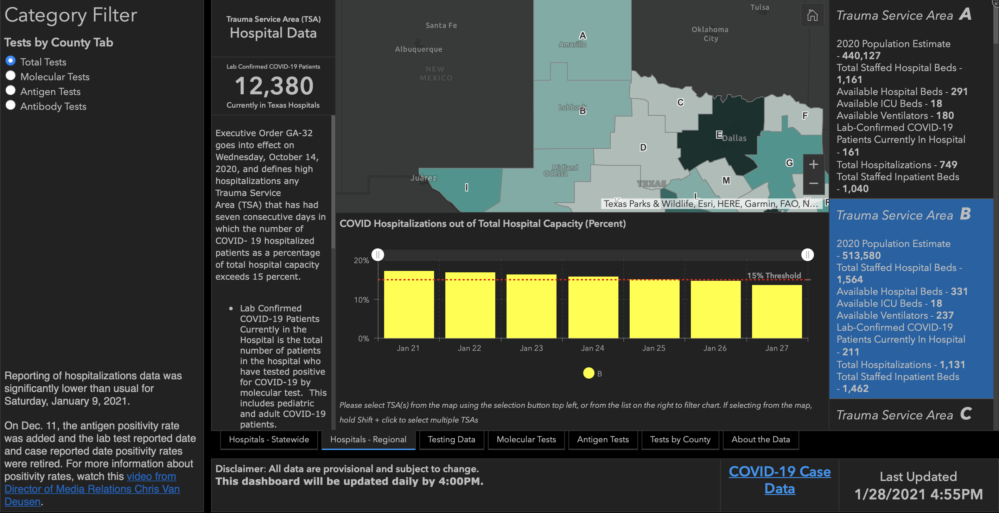 Category Filter
Tests by County Tab
Total Tests
Molecular Tests
Antigen Tests
Antibody Tests
Reporting of hospitalizations data was
significantly lower than usual for
Saturday, January 9, 2021.
On Dec. 11, the antigen positivity rate
was added and the lab test reported date
and case reported date positivity rates
were retired. For more information about
positivity rates, watch this video from
Director of Media Relations Chris Van
Deusen.
Trauma Service Area (TSA)
Hospital Data
Lab Confirmed COVID-19 Patients
12,380
Currently in Texas Hospitals
Executive Order GA-32
goes into effect on
Wednesday, October 14,
2020, and defines high
hospitalizations any
Trauma Service
Area (TSA) that has had
seven consecutive days in
which the number of
COVID- 19 hospitalized
patients as a percentage
of total hospital capacity
exceeds 15 percent.
Lab Confirmed
COVID-19 Patients
Currently in the
Hospital is the total
number of patients
in the hospital who
have tested positive
for COVID-19 by
molecular test. This
includes pediatric
and adult COVID-19
patients.
Tulsa
Santa Fe
Oklahoma
City
A
Amarillo
Albuquerque
NEW
MEXICO
C
Lubbock
B
F
E
Dallas
D
G
Midland
Odessa
Juárez
TEXAS
M
I
L
K
H
R
Texas Parks & Wildlife, Esri, HERE, Garmin, FAO, N...
COVID Hospitalizations out of Total Hospital Capacity (Percent)
20%
15% Threshold
10%
0%
Jan 21
Jan 22
Jan 23
Jan 24
Jan 25
Jan 26
Jan 27
B
Please select TSA(s) from the map using the selection button top left, or from the list on the right to filter chart. If selecting from the map,
hold Shift + click to select multiple TSAs
Trauma Service Area A
2020 Population Estimate
- 440,127
Total Staffed Hospital Beds -
1,161
Available Hospital Beds - 291
Available ICU Beds - 18
Available Ventilators - 180
Lab-Confirmed COVID-19
Patients Currently In Hospital
- 161
Total Hospitalizations - 749
Total Staffed Inpatient Beds
- 1,040
Trauma Service Area B
2020 Population Estimate
- 513,580
Total Staffed Hospital Beds -
1,564
Available Hospital Beds - 331
Available ICU Beds - 18
Available Ventilators - 237
Lab-Confirmed COVID-19
Patients Currently In Hospital
- 211
Total Hospitalizations - 1,131
Total Staffed Inpatient Beds
- 1,462
Trauma Service Area C
Hospitals - Statewide
Hospitals - Regional
Testing Data
Molecular Tests
Antigen Tests
Tests by County
About the Data
Disclaimer: All data are provisional and subject to change.
This dashboard will be updated daily by 4:00PM.
COVID-19 Case
Data
Last Updated
1/28/2021 4:55PM